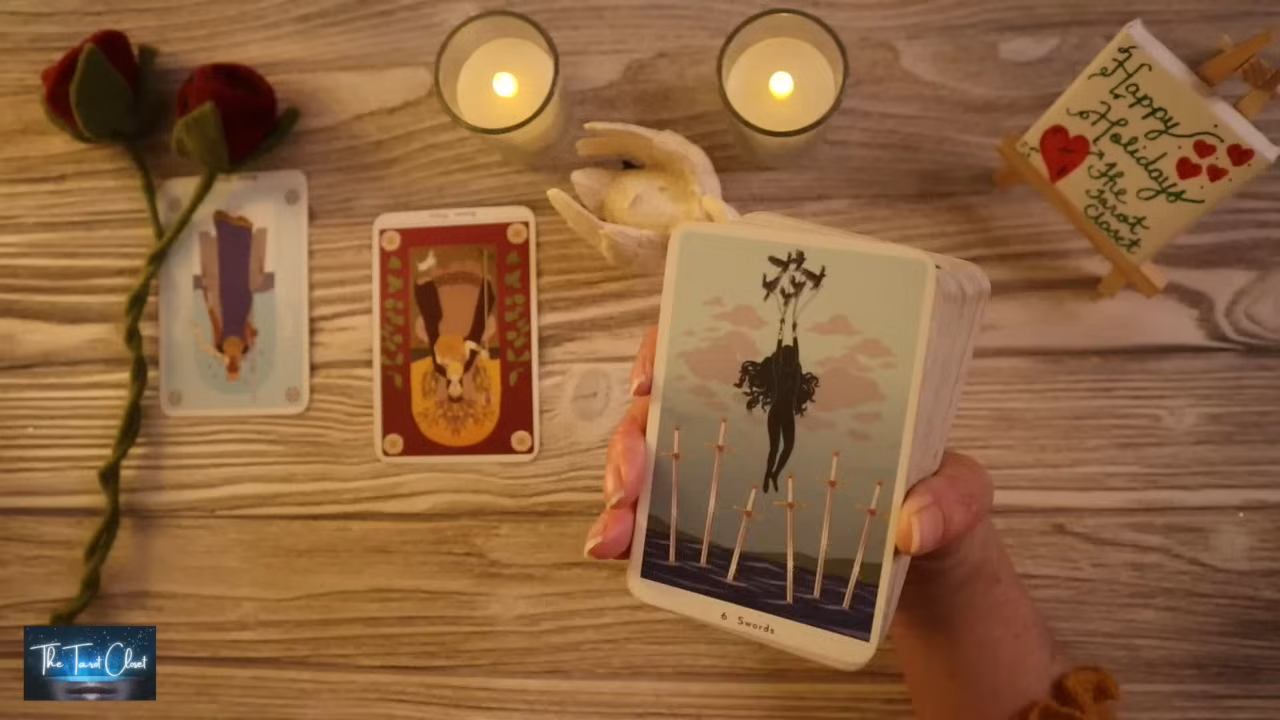 Happy
Holidays
The
Tarot
Closet
6 Swords
The Tarot Closet